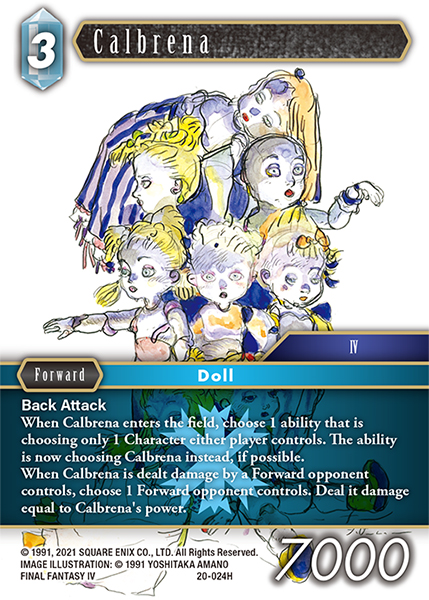 3
Calbrena
IV
Forward
Doll
Back Attack
When Calbrena enters the field, choose 1 ability that is
choosing only 1 Character either player controls. The ability
is now choosing Calbrena instead, if possible.
When Calbrena is dealt damage by a Forward opponent
controls, choose 1 Forward opponent controls. Deal it damage
equal to Calbrena's power.
© 1991, 2021 SQUARE ENIX CO., LTD. All Rights Reserved.
IMAGE ILLUSTRATION: © 1991 YOSHITAKA AMANO
FINAL FANTASY IV
20-024H
7000